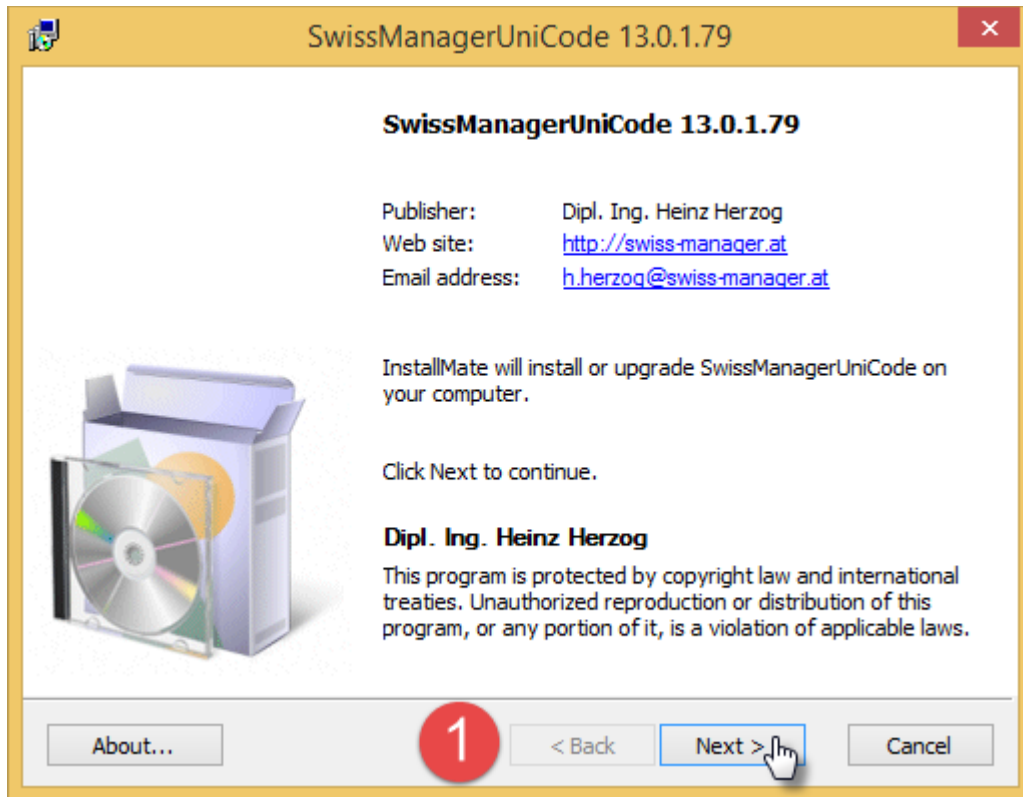 SwissManagerUniCode 13.0.1.79
SwissManagerUniCode 13.0.1.79
Publisher: Dipl. Ing. Heinz Herzog
Web site: http://swiss-manager.at
Email address: h.herzog@swiss-manager.at
InstallMate will install or upgrade SwissManagerUniCode on
your computer.
Click Next to continue.
Dipl. Ing. Heinz Herzog
This program is protected by copyright law and international
treaties. Unauthorized reproduction or distribution of this
program, or any portion of it, is a violation of applicable laws.
About... 1 < Back Next > Cancel